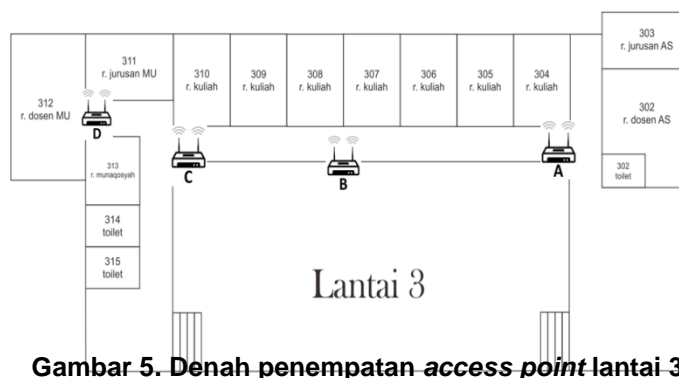 303
r. jurusan AS
311
r. jurusan MU
310
r. kuliah
309
r. kuliah
308
r. kuliah
307
r. kuliah
306
r. kuliah
305
r. kuliah
304
r. kuliah
312
r. dosen MU
302
r. dosen AS
D
313
r. munaqosyah
C
B
A
302
toilet
314
toilet
315
toilet
Lantai 3
Gambar 5. Denah penempatan access point lantai 3